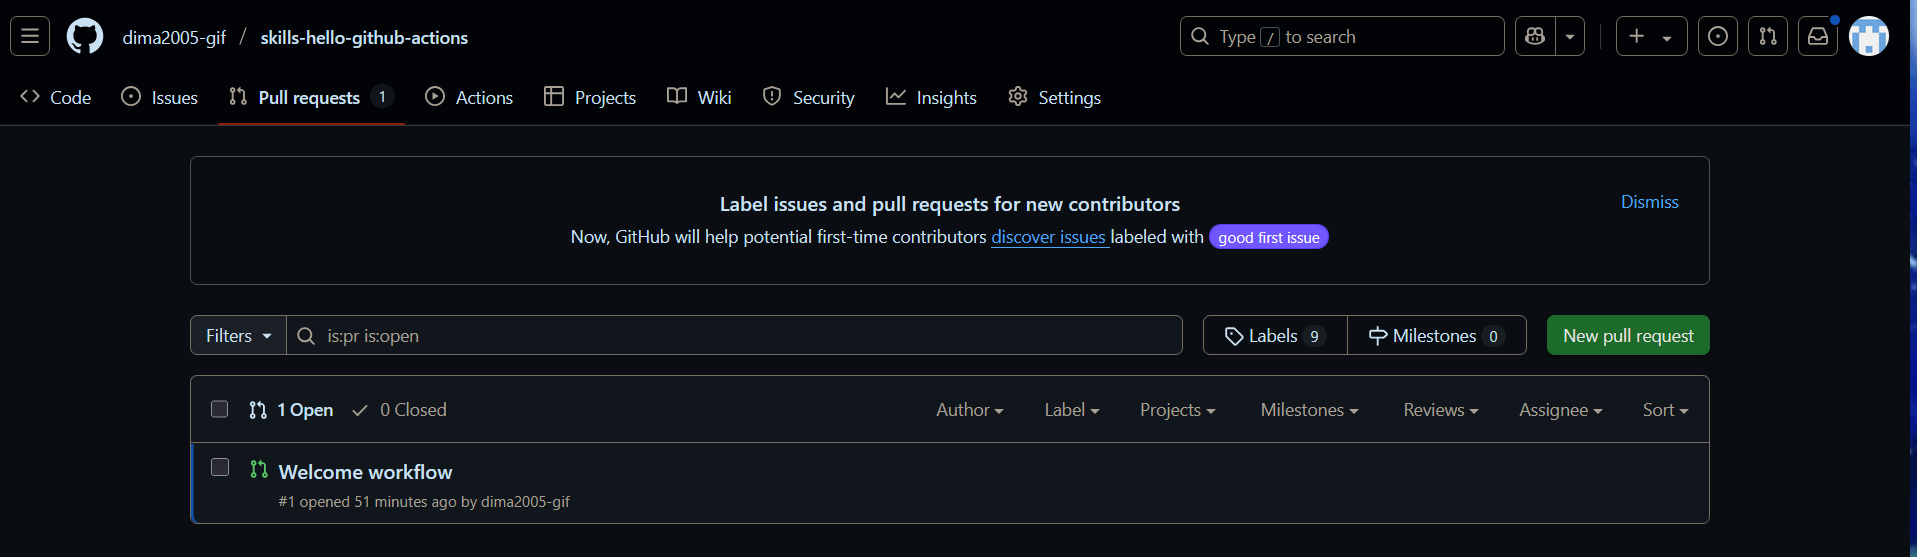 dima2005-gif / skills-hello-github-actions
Type / to search
Code Issues Pull requests 1 Actions Projects Wiki Security Insights Settings
Label issues and pull requests for new contributors
Dismiss
Now, GitHub will help potential first-time contributors discover issues labeled with good first issue
Filters is:pr is:open Labels 9 Milestones 0 New pull request
1 Open 0 Closed Author Label Projects Milestones Reviews Assignee Sort
Welcome workflow
#1 opened 51 minutes ago by dima2005-gif